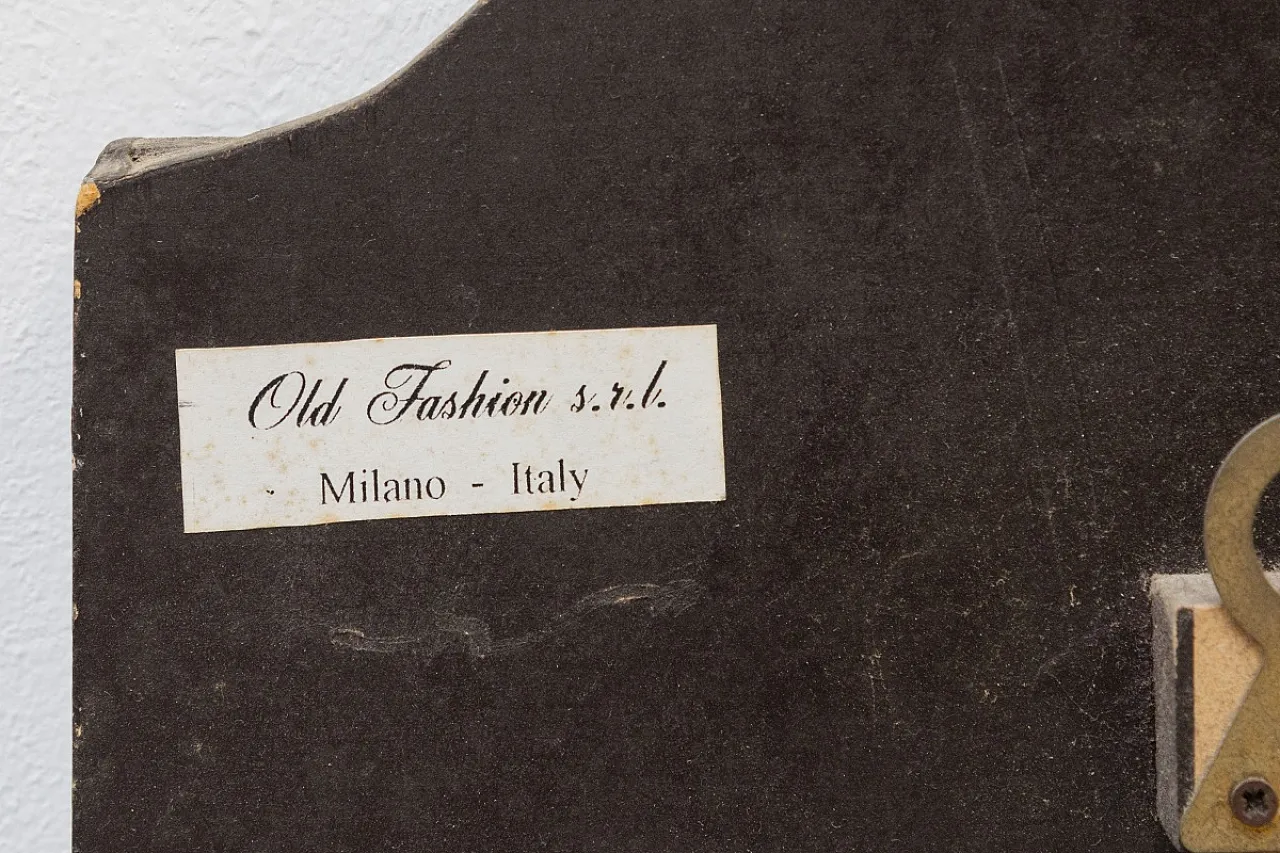 Old Fashion s.r.l.
Milano - Italy